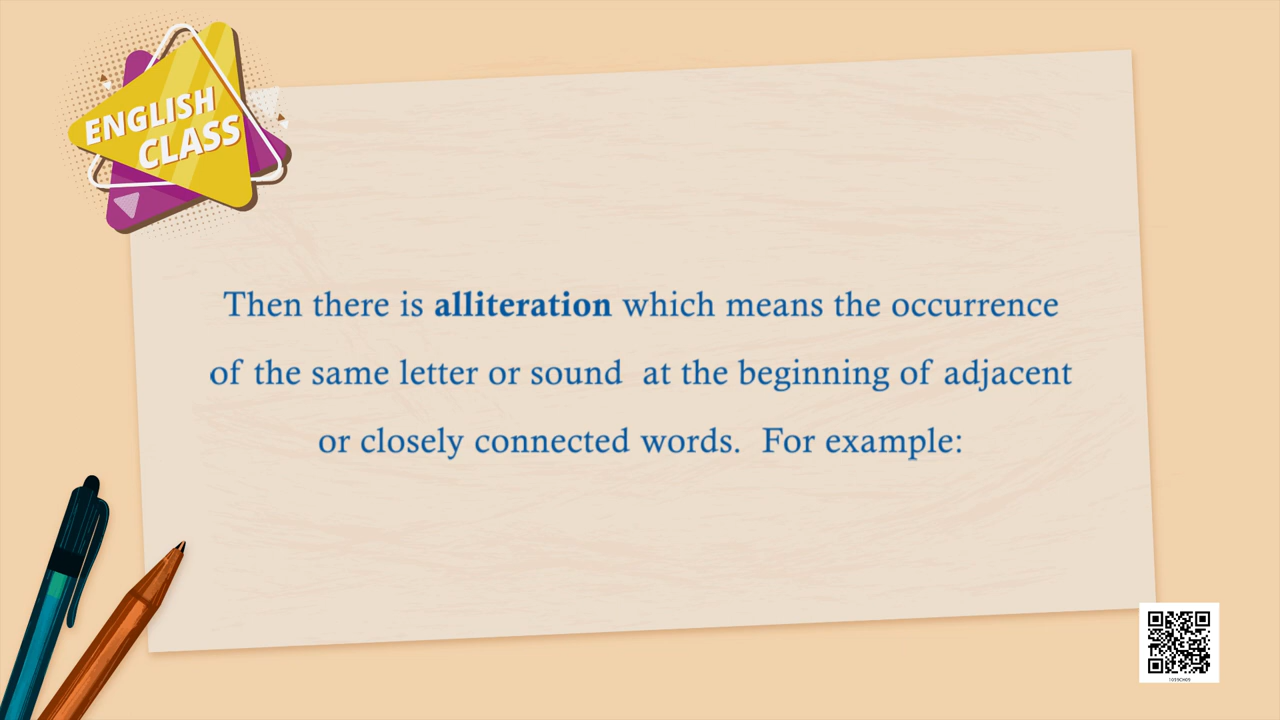 ENGLISH
CLASS
Then there is alliteration which means the occurrence
of the same letter or sound at the beginning of adjacent
or closely connected words. For example: